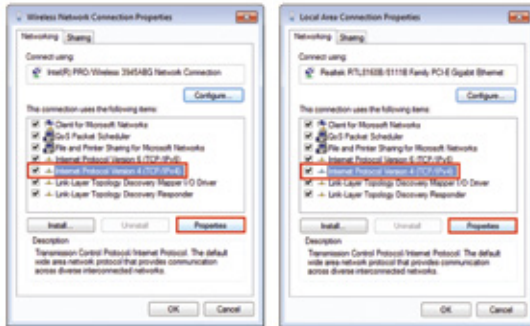 Wireless Network Connection Properties
Networking Sharing
Connect using:
Intel(R) PRO/Wireless 3945ABG Network Connection
Configure...
This connection uses the following items:
Client for Microsoft Networks
QoS Packet Scheduler
File and Printer Sharing for Microsoft Networks
Internet Protocol Version 6 (TCP/IPv6)
Internet Protocol Version 4 (TCP/IPv4)
Link-Layer Topology Discovery Mapper I/O Driver
Link-Layer Topology Discovery Responder
Install... Uninstall Properties
Description
Transmission Control Protocol/Internet Protocol. The default
wide area network protocol that provides communication
across diverse interconnected networks.
OK Cancel
Local Area Connection Properties
Networking Sharing
Connect using:
Realtek RTL8168B/8111B Family PCI-E Gigabit Ethernet
Configure...
This connection uses the following items:
Client for Microsoft Networks
QoS Packet Scheduler
File and Printer Sharing for Microsoft Networks
Internet Protocol Version 6 (TCP/IPv6)
Internet Protocol Version 4 (TCP/IPv4)
Link-Layer Topology Discovery Mapper I/O Driver
Link-Layer Topology Discovery Responder
Install... Uninstall Properties
Description
Transmission Control Protocol/Internet Protocol. The default
wide area network protocol that provides communication
across diverse interconnected networks.
OK Cancel